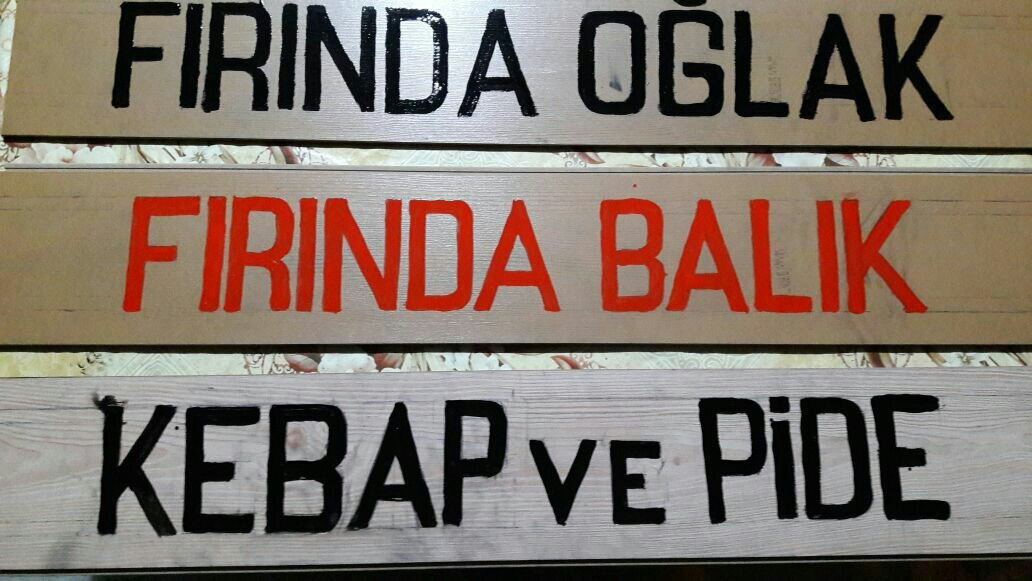 FIRINDA OĞLAK
FIRINDA BALIK
KEBAP VE PİDE